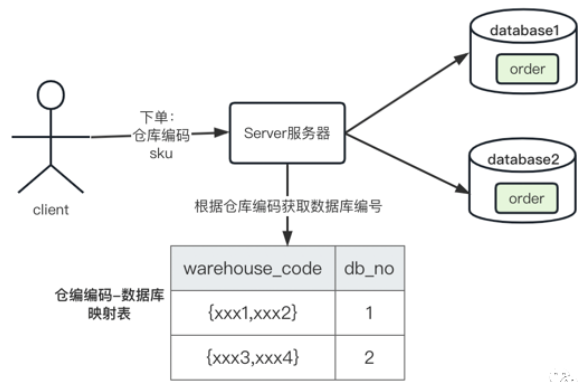 database1
order
下单：
仓库编码
sku
Server服务器
client
database2
order
根据仓库编码获取数据库编号
仓编编码-数据库
映射表
warehouse_code db_no
{xxx1,xxx2} 1
{xxx3,xxx4} 2